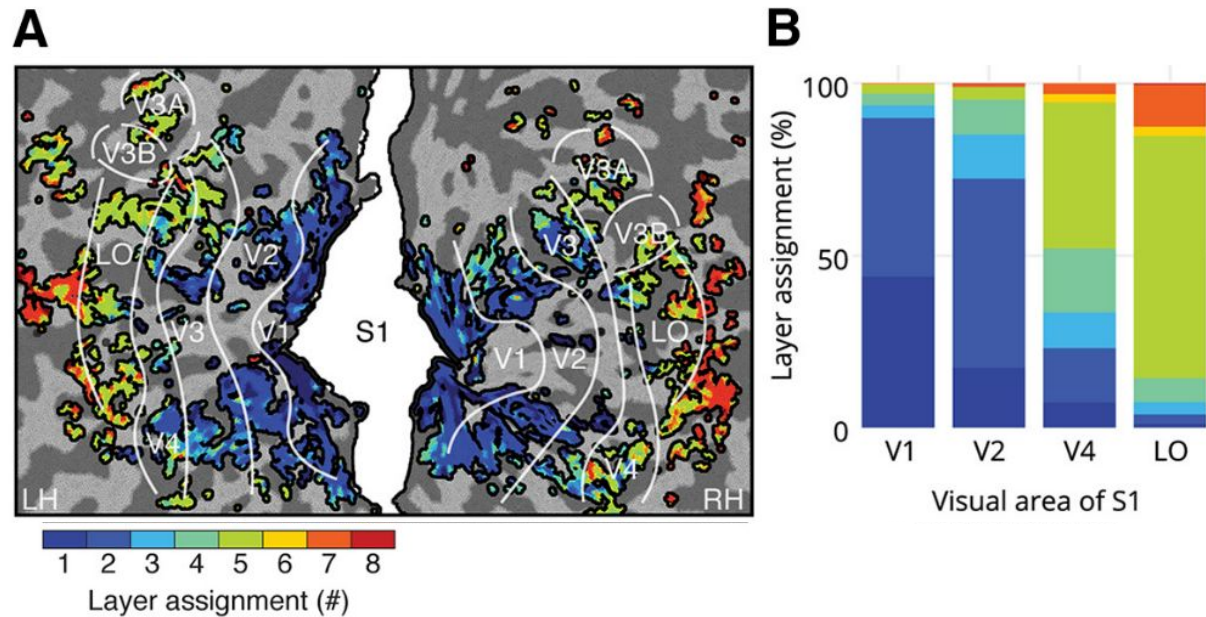 A
V3A
V3B
LO
V2
V3
V1
V4
LH
S1
V3A
V3
V3B
LO
V1
V2
V4
RH
1 2 3 4 5 6 7 8
Layer assignment (#)
B
Layer assignment (%)
100
50
0
V1 V2 V4 LO
Visual area of S1